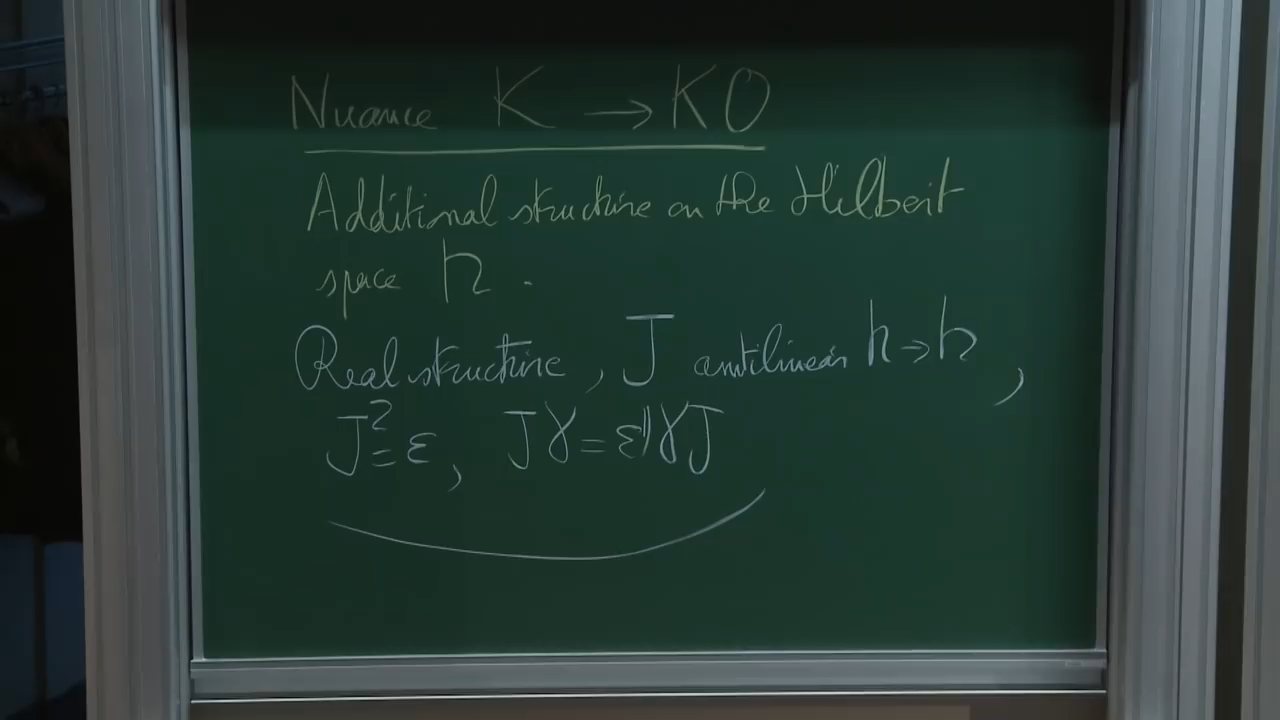 Nuance K → KO
Additional structure on the Hilbert
space h.
Real structure, J antilinear h → h,
J² = ε, Jγ = ε''γJ